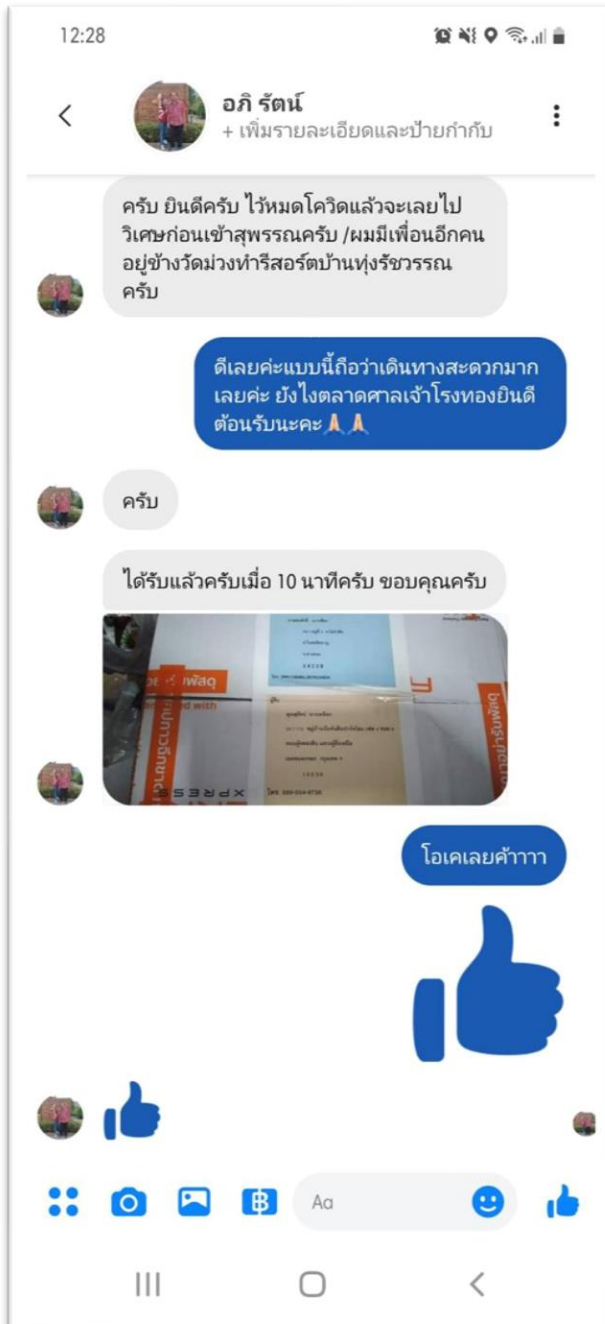 12:28
อภิ รัตน์
+ เพิ่มรายละเอียดและป้ายกำกับ
ครับ ยินดีครับ ไว้หมดโควิดแล้วจะเลยไป
วิเศษก่อนเข้าสุพรรณครับ /ผมมีเพื่อนอีกคน
อยู่ข้างวัดม่วงทำรีสอร์ตบ้านทุ่งรัชวรรณ
ครับ
ดีเลยค่ะแบบนี้ถือว่าเดินทางสะดวกมาก
เลยค่ะ ยังไงตลาดศาลเจ้าโรงทองยินดี
ต้อนรับนะคะ🙏🏻🙏🏻
ครับ
ได้รับแล้วครับเมื่อ 10 นาทีครับ ขอบคุณครับ
พัสดุ
with
XPRESS
โอเคเลยค้าาาา
Aa